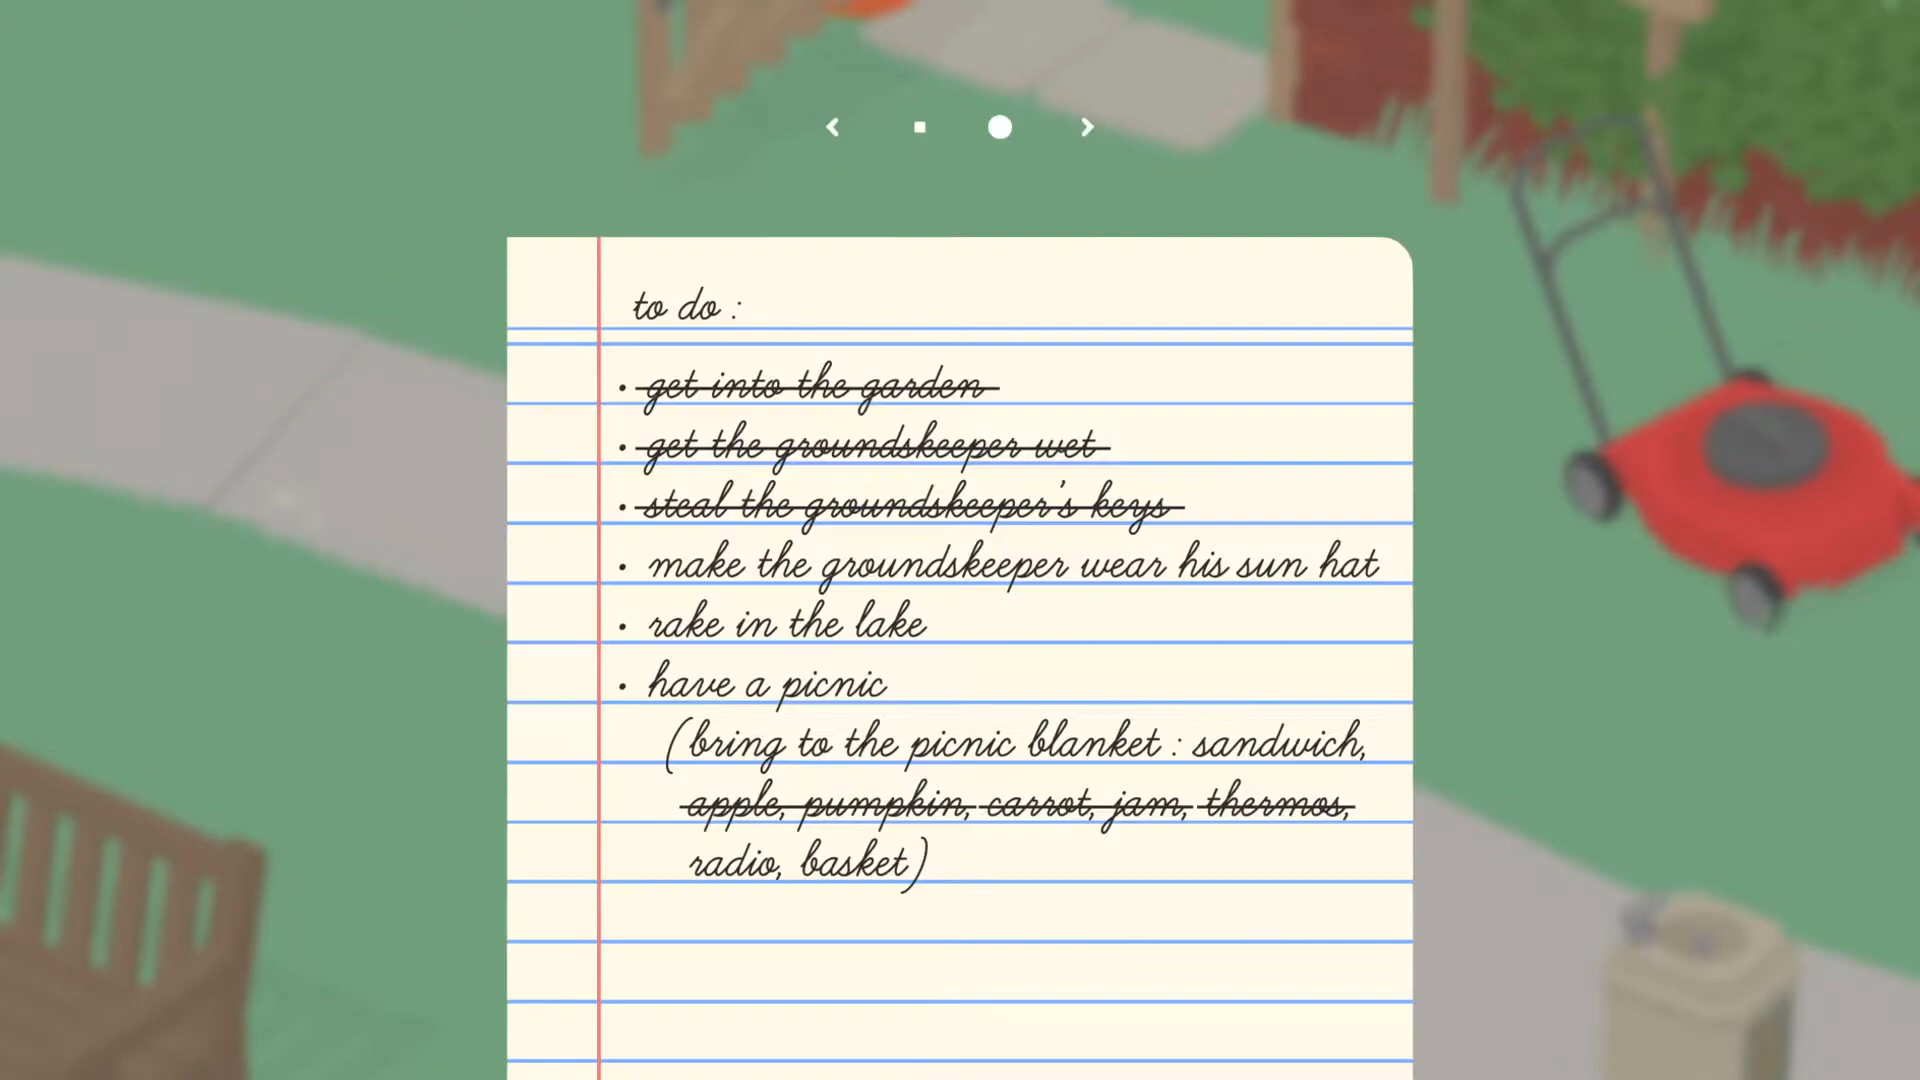 to do :
• get into the garden
• get the groundskeeper wet
• steal the groundskeeper's keys
• make the groundskeeper wear his sun hat
• rake in the lake
• have a picnic
(bring to the picnic blanket : sandwich,
apple, pumpkin, carrot, jam, thermos,
radio, basket)